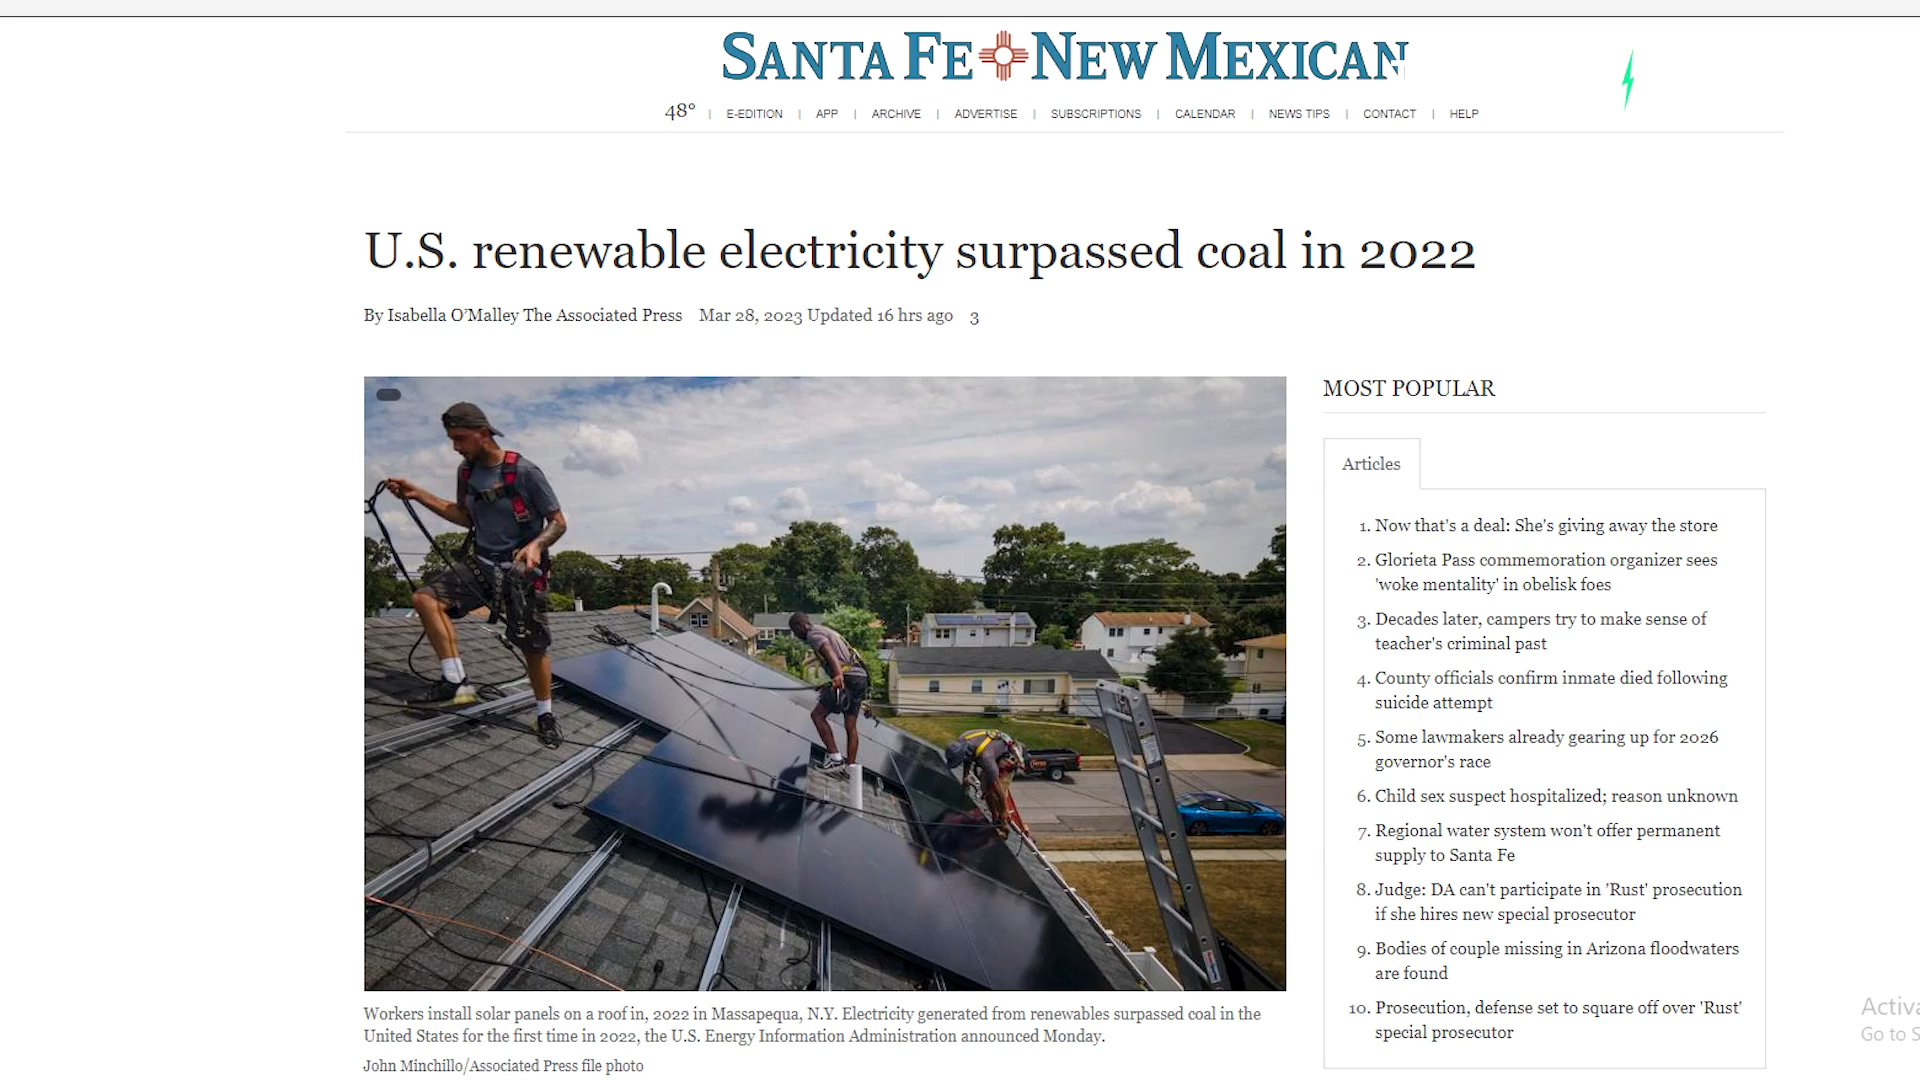 SANTA FE NEW MEXICAN
48° | E-EDITION | APP | ARCHIVE | ADVERTISE | SUBSCRIPTIONS | CALENDAR | NEWS TIPS | CONTACT | HELP
U.S. renewable electricity surpassed coal in 2022
By Isabella O’Malley The Associated Press Mar 28, 2023 Updated 16 hrs ago 3
MOST POPULAR
Articles
1. Now that's a deal: She's giving away the store
2. Glorieta Pass commemoration organizer sees
'woke mentality' in obelisk foes
3. Decades later, campers try to make sense of
teacher's criminal past
4. County officials confirm inmate died following
suicide attempt
5. Some lawmakers already gearing up for 2026
governor's race
6. Child sex suspect hospitalized; reason unknown
7. Regional water system won't offer permanent
supply to Santa Fe
8. Judge: DA can't participate in 'Rust' prosecution
if she hires new special prosecutor
9. Bodies of couple missing in Arizona floodwaters
are found
10. Prosecution, defense set to square off over 'Rust'
special prosecutor
Workers install solar panels on a roof in, 2022 in Massapequa, N.Y. Electricity generated from renewables surpassed coal in the
United States for the first time in 2022, the U.S. Energy Information Administration announced Monday.
John Minchillo/Associated Press file photo
Activa
Go to S